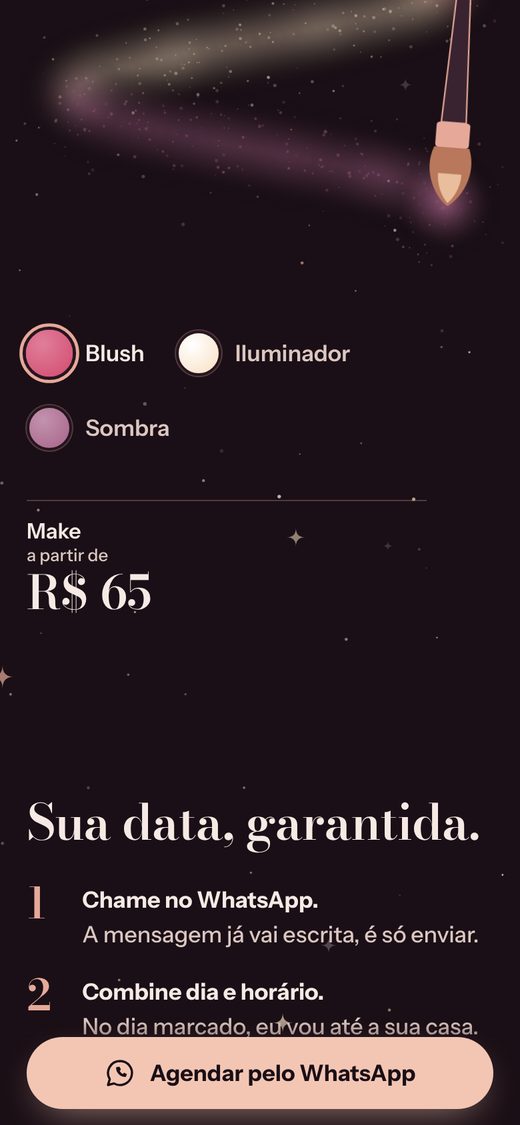 Blush
Iluminador
Sombra
Make
a partir de
R$ 65
Sua data, garantida.
1
Chame no WhatsApp.
A mensagem já vai escrita, é só enviar.
2
Combine dia e horário.
No dia marcado, eu vou até a sua casa.
Agendar pelo WhatsApp